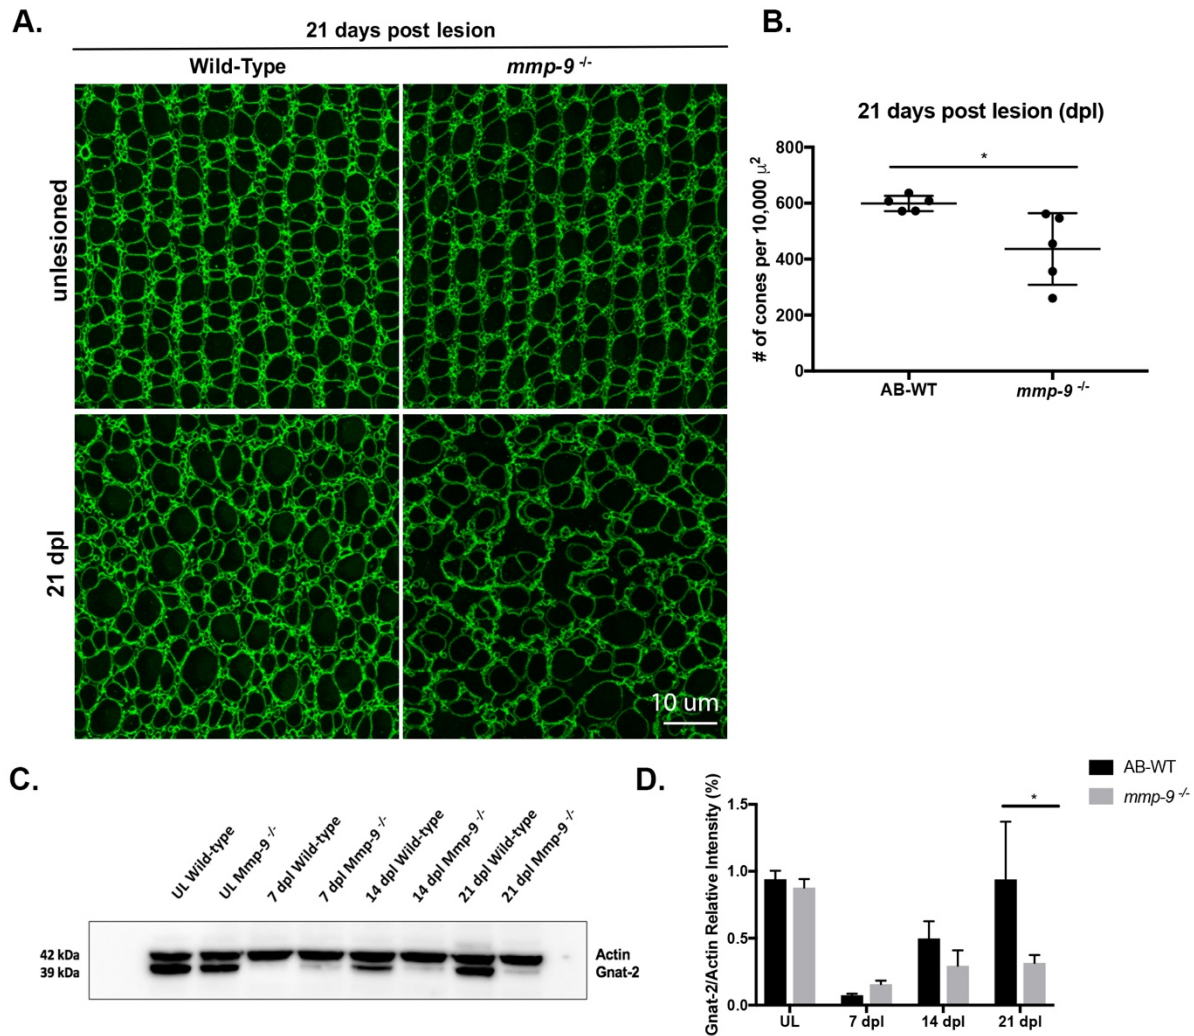 A.
21 days post lesion
Wild-Type
mmp-9 -/-
unlesioned
21 dpl
10 um
B.
21 days post lesion (dpl)
# of cones per 10,000 µ²
800
600
400
200
0
*
AB-WT
mmp-9 -/-
C.
UL Wild-type
UL Mmp-9 -/-
7 dpl Wild-type
7 dpl Mmp-9 -/-
14 dpl Wild-type
14 dpl Mmp-9 -/-
21 dpl Wild-type
21 dpl Mmp-9 -/-
42 kDa
39 kDa
Actin
Gnat-2
D.
AB-WT
mmp-9 -/-
Gnat-2/Actin Relative Intensity (%)
1.5
1.0
0.5
0.0
*
UL
7 dpl
14 dpl
21 dpl